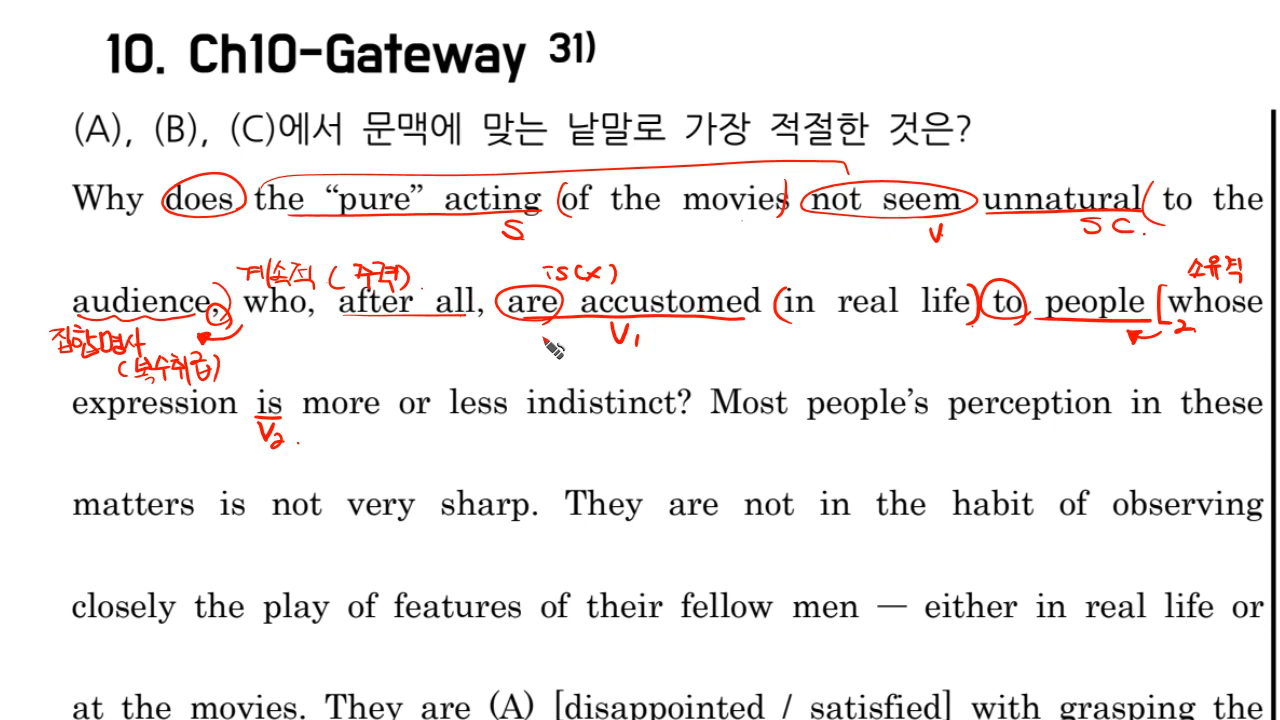 10. Ch10-Gateway 31)
(A), (B), (C)에서 문맥에 맞는 낱말로 가장 적절한 것은?
Why does the “pure” acting (of the movies) not seem unnatural (to the
S V S C.
계속적 (주격) is(x) 소유격
audience,) who, after all, are accustomed (in real life) to people [whose
집합명사 V1 2
(복수취급)
expression is more or less indistinct? Most people’s perception in these
V2
matters is not very sharp. They are not in the habit of observing
closely the play of features of their fellow men — either in real life or
at the movies. They are (A) [disappointed / satisfied] with grasping the